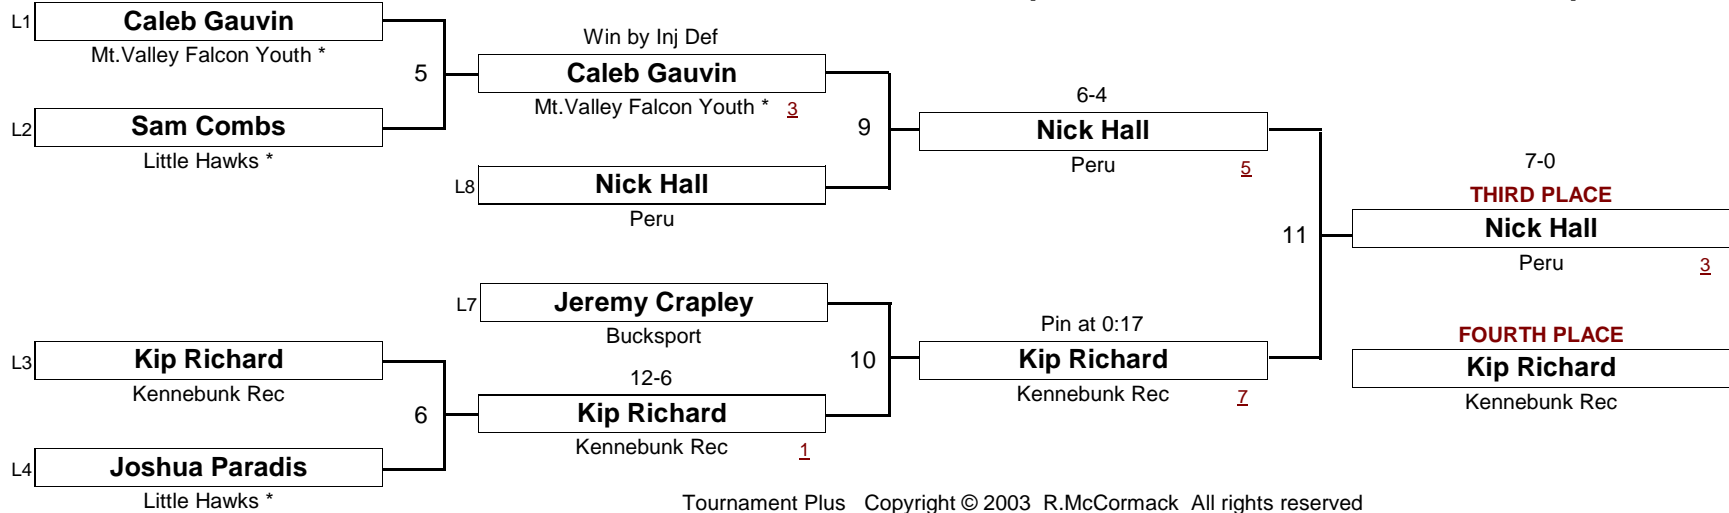 L1 Caleb Gauvin
Mt.Valley Falcon Youth *
5
L2 Sam Combs
Little Hawks *
Win by Inj Def
Caleb Gauvin
Mt.Valley Falcon Youth * 3
9
L8 Nick Hall
Peru
6-4
Nick Hall
Peru 5
7-0
THIRD PLACE
Nick Hall
Peru 3
11
L7 Jeremy Crapley
Bucksport
10
L3 Kip Richard
Kennebunk Rec
6
12-6
Kip Richard
Kennebunk Rec 1
L4 Joshua Paradis
Little Hawks *
Pin at 0:17
Kip Richard
Kennebunk Rec 7
FOURTH PLACE
Kip Richard
Kennebunk Rec
Tournament Plus Copyright © 2003 R.McCormack All rights reserved